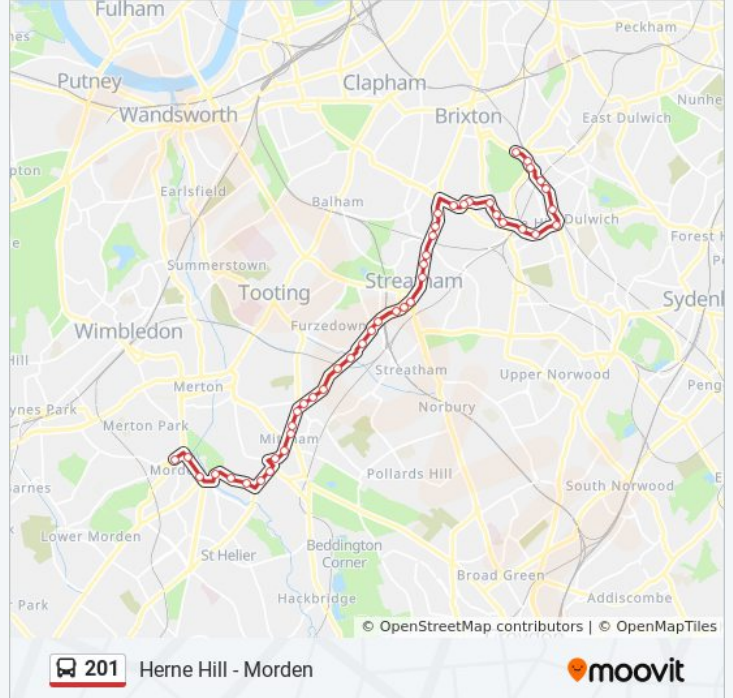 Fulham
Peckham
Putney
Clapham
Wandsworth
Brixton
East Dulwich
Nunhe
pton
Earlsfield
Balham
Dulwich
Forest H
Summerstown
Streatham
Tooting
Sydenh
Furzedown
Wimbledon
Hill
Streatham
Upper Norwood
Merton
Peng
ynes Park
Norbury
Merton Park
Mitcham
Morden
Pollards Hill
arnes
South Norwood
Lower Morden
St Helier
Beddington
Corner
Broad Green
Hackbridge
Addiscombe
Park
© OpenStreetMap contributors | © OpenMapTiles
201 Herne Hill - Morden
moovit